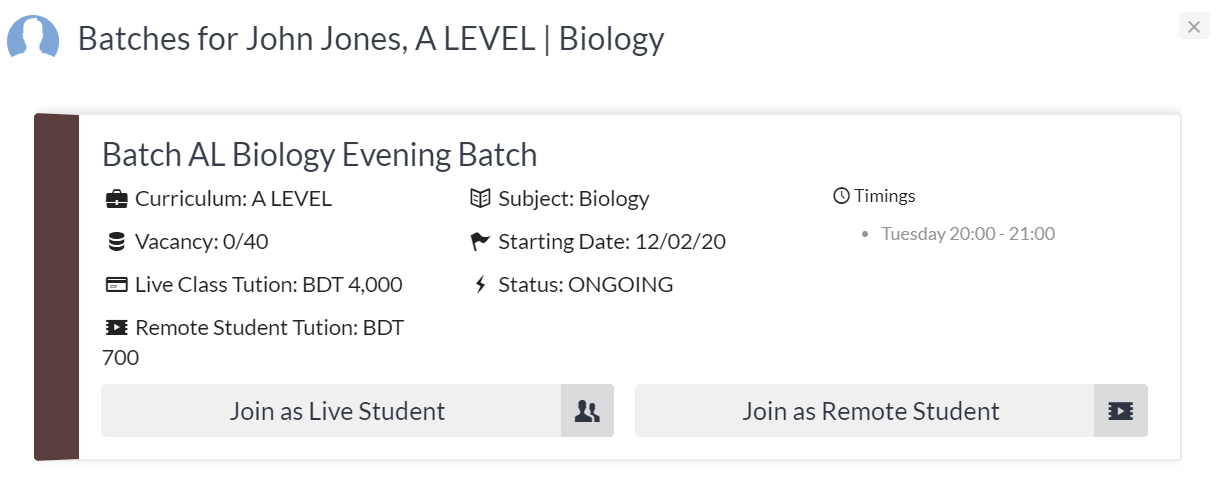 Batches for John Jones, A LEVEL | Biology
Batch AL Biology Evening Batch
Curriculum: A LEVEL
Subject: Biology
Timings
Vacancy: 0/40
Starting Date: 12/02/20
Tuesday 20:00 - 21:00
Live Class Tution: BDT 4,000
Status: ONGOING
Remote Student Tution: BDT
700
Join as Live Student
Join as Remote Student